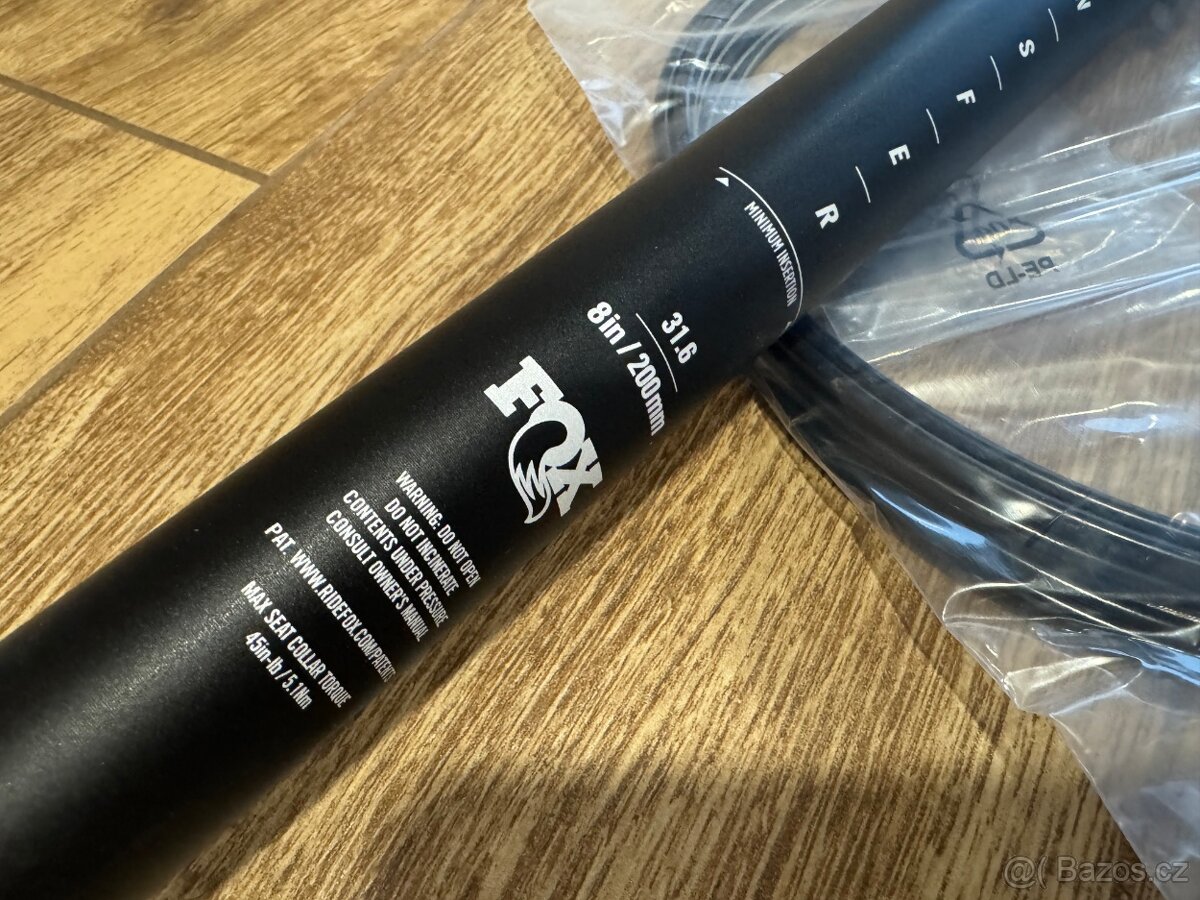 N
S
F
E
R
MINIMUM INSERTION
31.6
8in/200mm
FOX
WARNING: DO NOT OPEN
DO NOT INCINERATE
CONTENTS UNDER PRESSURE
CONSULT OWNER'S MANUAL
PAT. WWW.RIDEFOX.COM/PATENTS
MAX SEAT COLLAR TORQUE
45in-lb / 5.1Nm
PE-LD
@( Bazos.cz